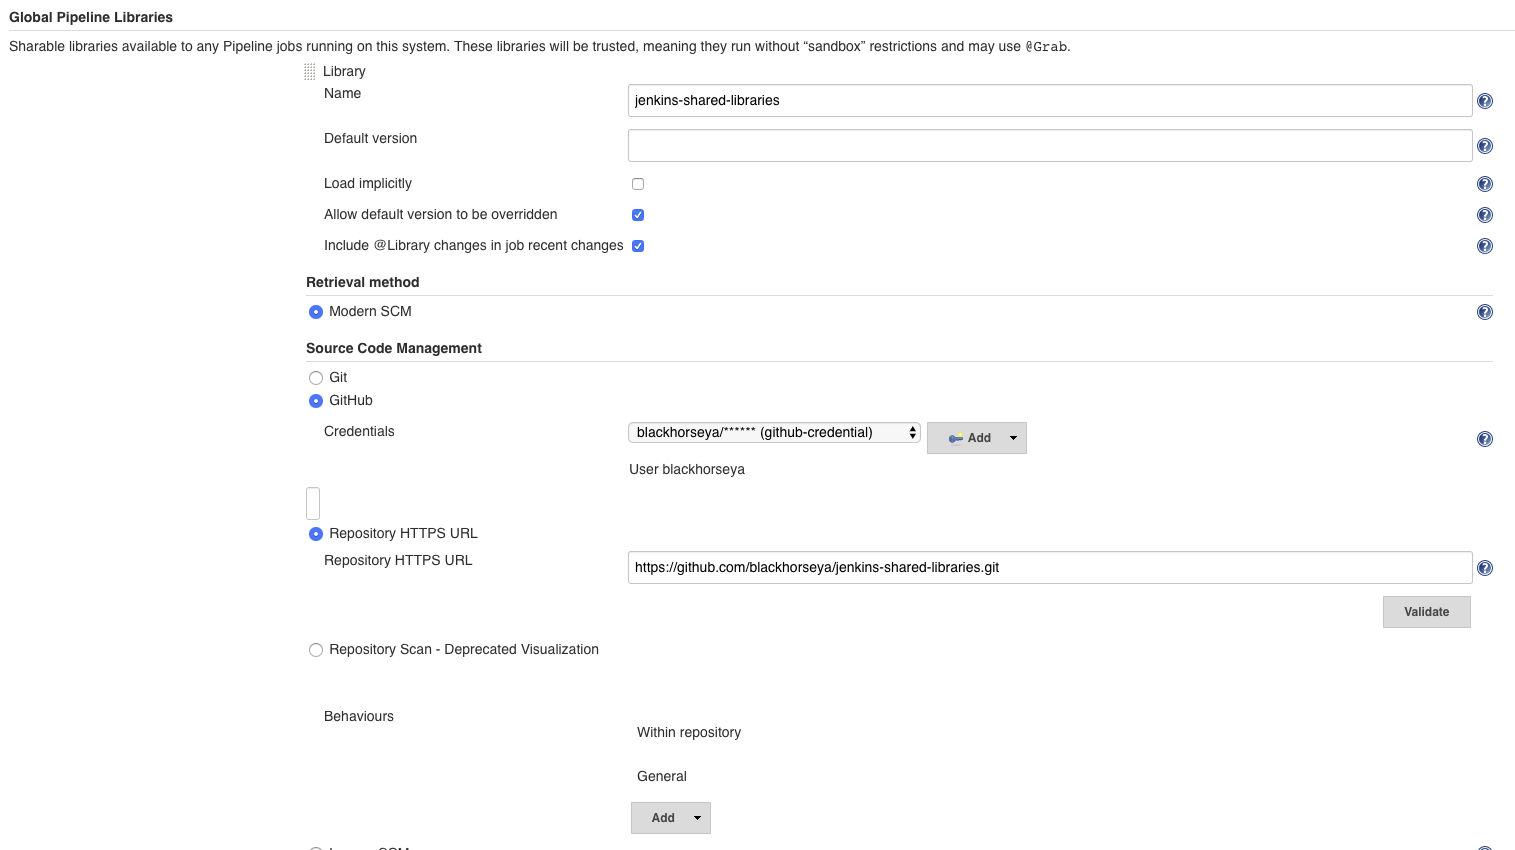 Global Pipeline Libraries
Sharable libraries available to any Pipeline jobs running on this system. These libraries will be trusted, meaning they run without “sandbox” restrictions and may use @Grab.
Library
Name
jenkins-shared-libraries
Default version
Load implicitly
Allow default version to be overridden
Include @Library changes in job recent changes
Retrieval method
Modern SCM
Source Code Management
Git
GitHub
Credentials
blackhorseya/****** (github-credential)
Add
User blackhorseya
Repository HTTPS URL
Repository HTTPS URL
https://github.com/blackhorseya/jenkins-shared-libraries.git
Validate
Repository Scan - Deprecated Visualization
Behaviours
Within repository
General
Add